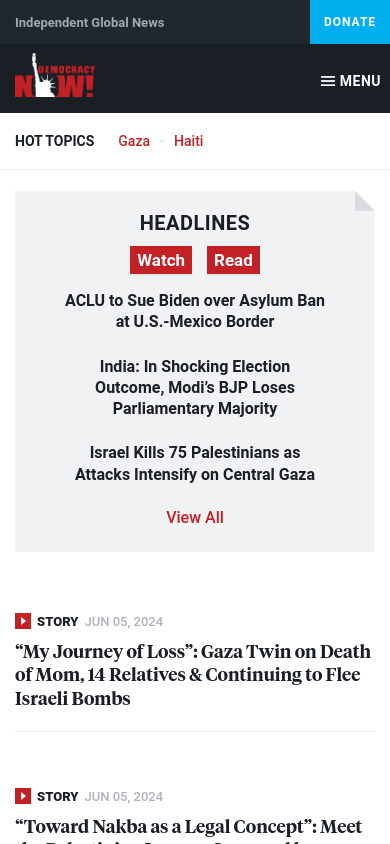 Independent Global News
DONATE
DEMOCRACY
NOW!
MENU
HOT TOPICS
Gaza
Haiti
HEADLINES
Watch
Read
ACLU to Sue Biden over Asylum Ban
at U.S.-Mexico Border
India: In Shocking Election
Outcome, Modi’s BJP Loses
Parliamentary Majority
Israel Kills 75 Palestinians as
Attacks Intensify on Central Gaza
View All
STORY JUN 05, 2024
“My Journey of Loss”: Gaza Twin on Death
of Mom, 14 Relatives & Continuing to Flee
Israeli Bombs
STORY JUN 05, 2024
“Toward Nakba as a Legal Concept”: Meet